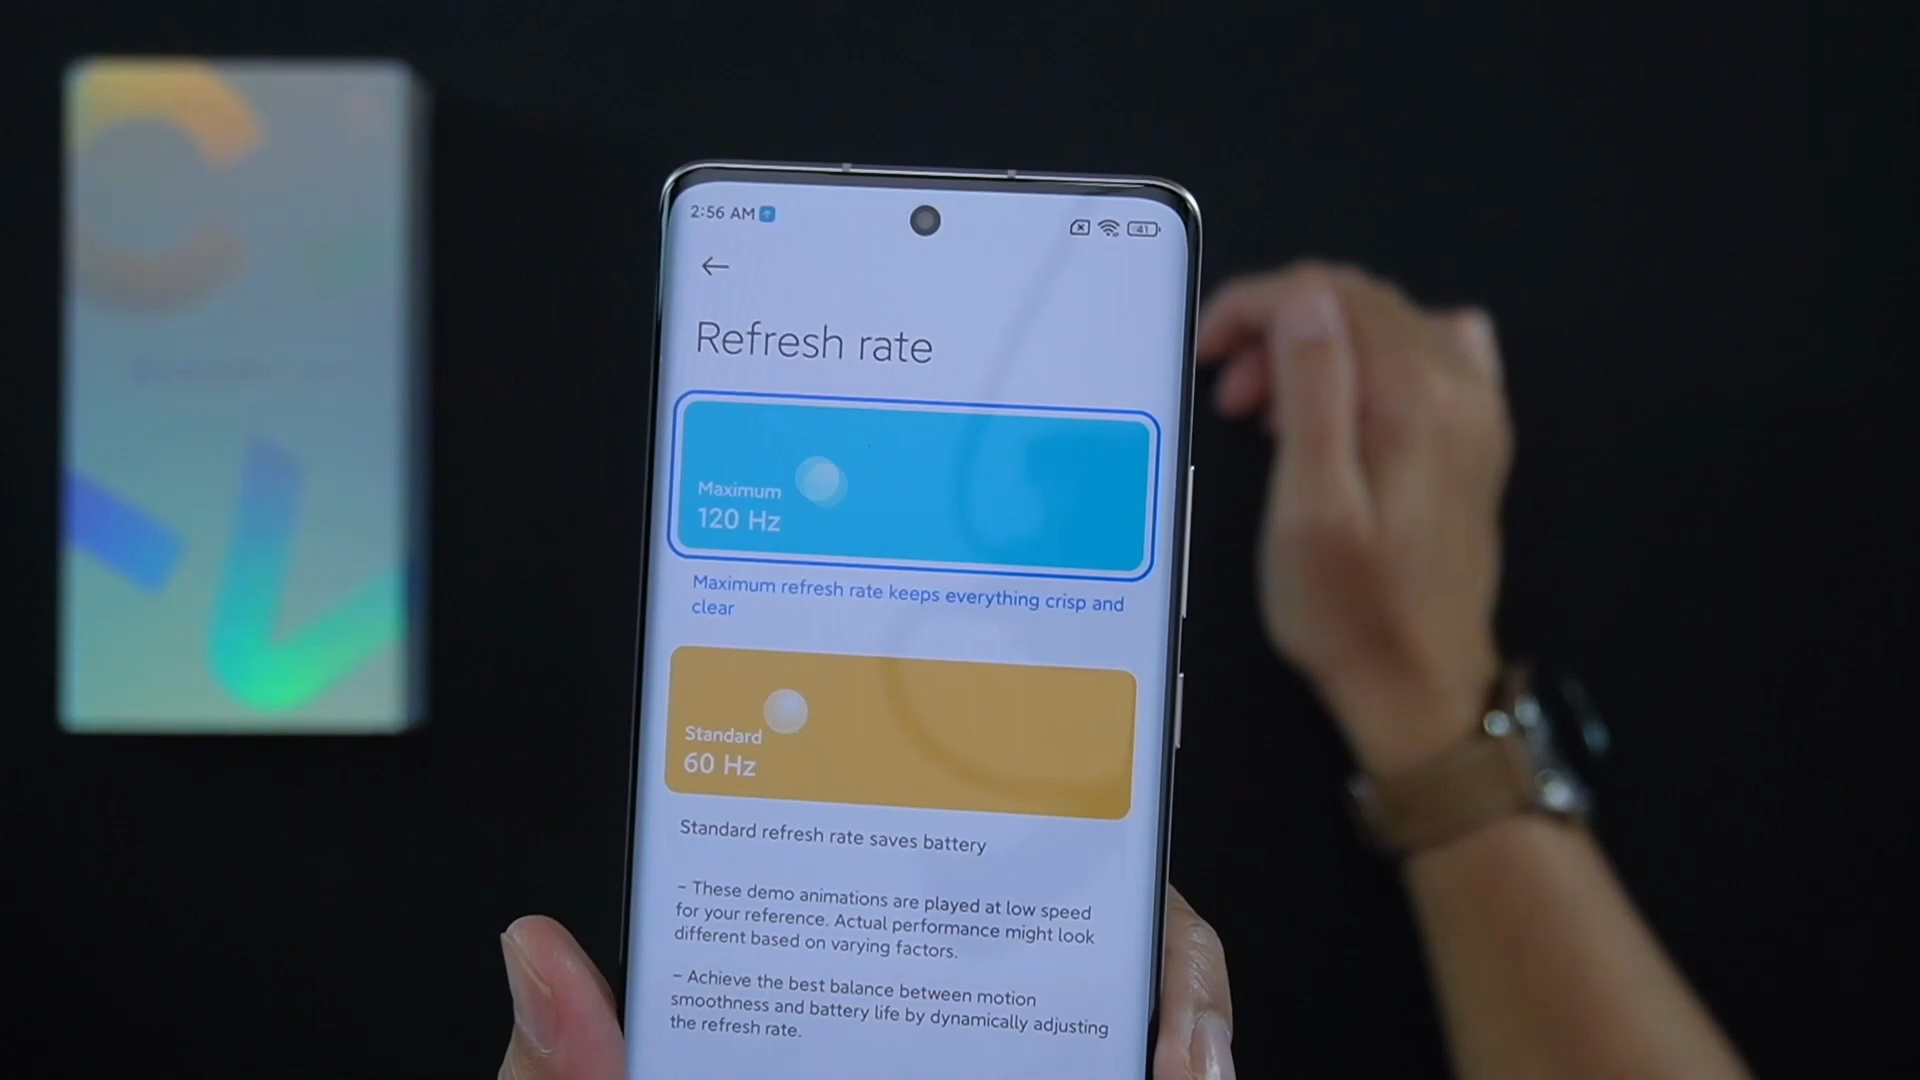 2:56 AM
41
Refresh rate
Maximum
120 Hz
Maximum refresh rate keeps everything crisp and
clear
Standard
60 Hz
Standard refresh rate saves battery
– These demo animations are played at low speed
for your reference. Actual performance might look
different based on varying factors.
– Achieve the best balance between motion
smoothness and battery life by dynamically adjusting
the refresh rate.